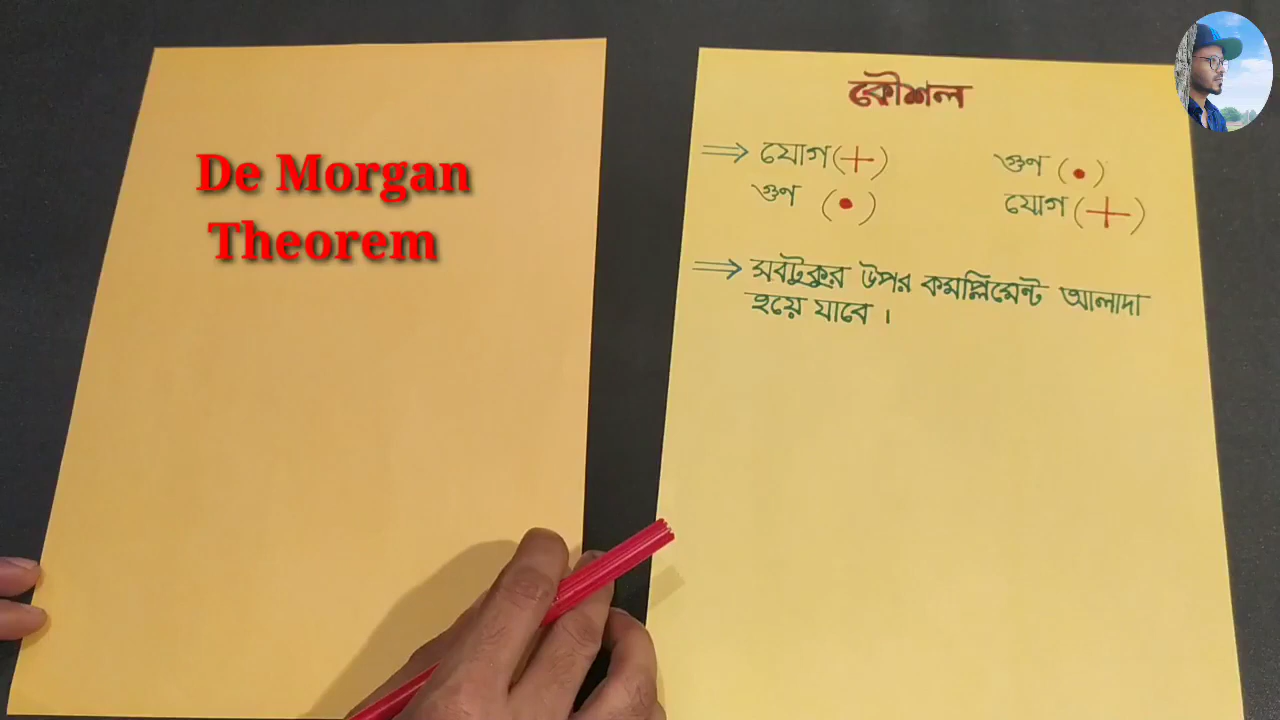 De Morgan
Theorem
কৌশল
⇒ যোগ (+) গুণ (•)
গুণ (•) যোগ (+)
⇒ সবটুকুর উপর কমপ্লিমেন্ট আলাদা
হয়ে যাবে ।